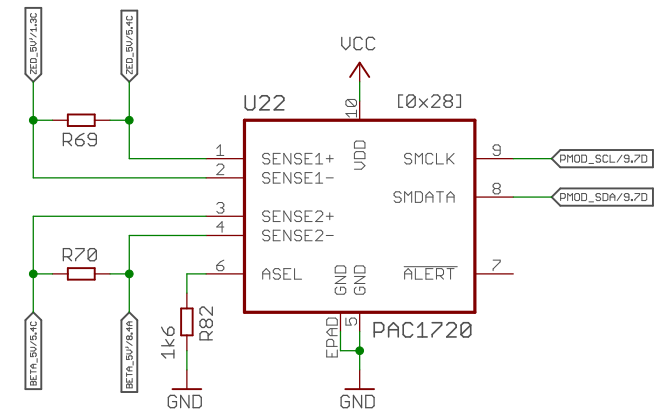 ZED_5V'/1.3C
ZED_5V/5.4C
VCC
U22
[0x28]
10
R69
1
SENSE1+
VDD
SMCLK
9
PMOD_SCL/9.7D
2
SENSE1-
SMDATA
8
PMOD_SDA/9.7D
3
SENSE2+
4
SENSE2-
R70
6
ASEL
GND
GND
ALERT
7
BETA_5V/5.4C
BETA_5V'/8.4A
1k6
R82
EPAD
5
PAC1720
GND
GND